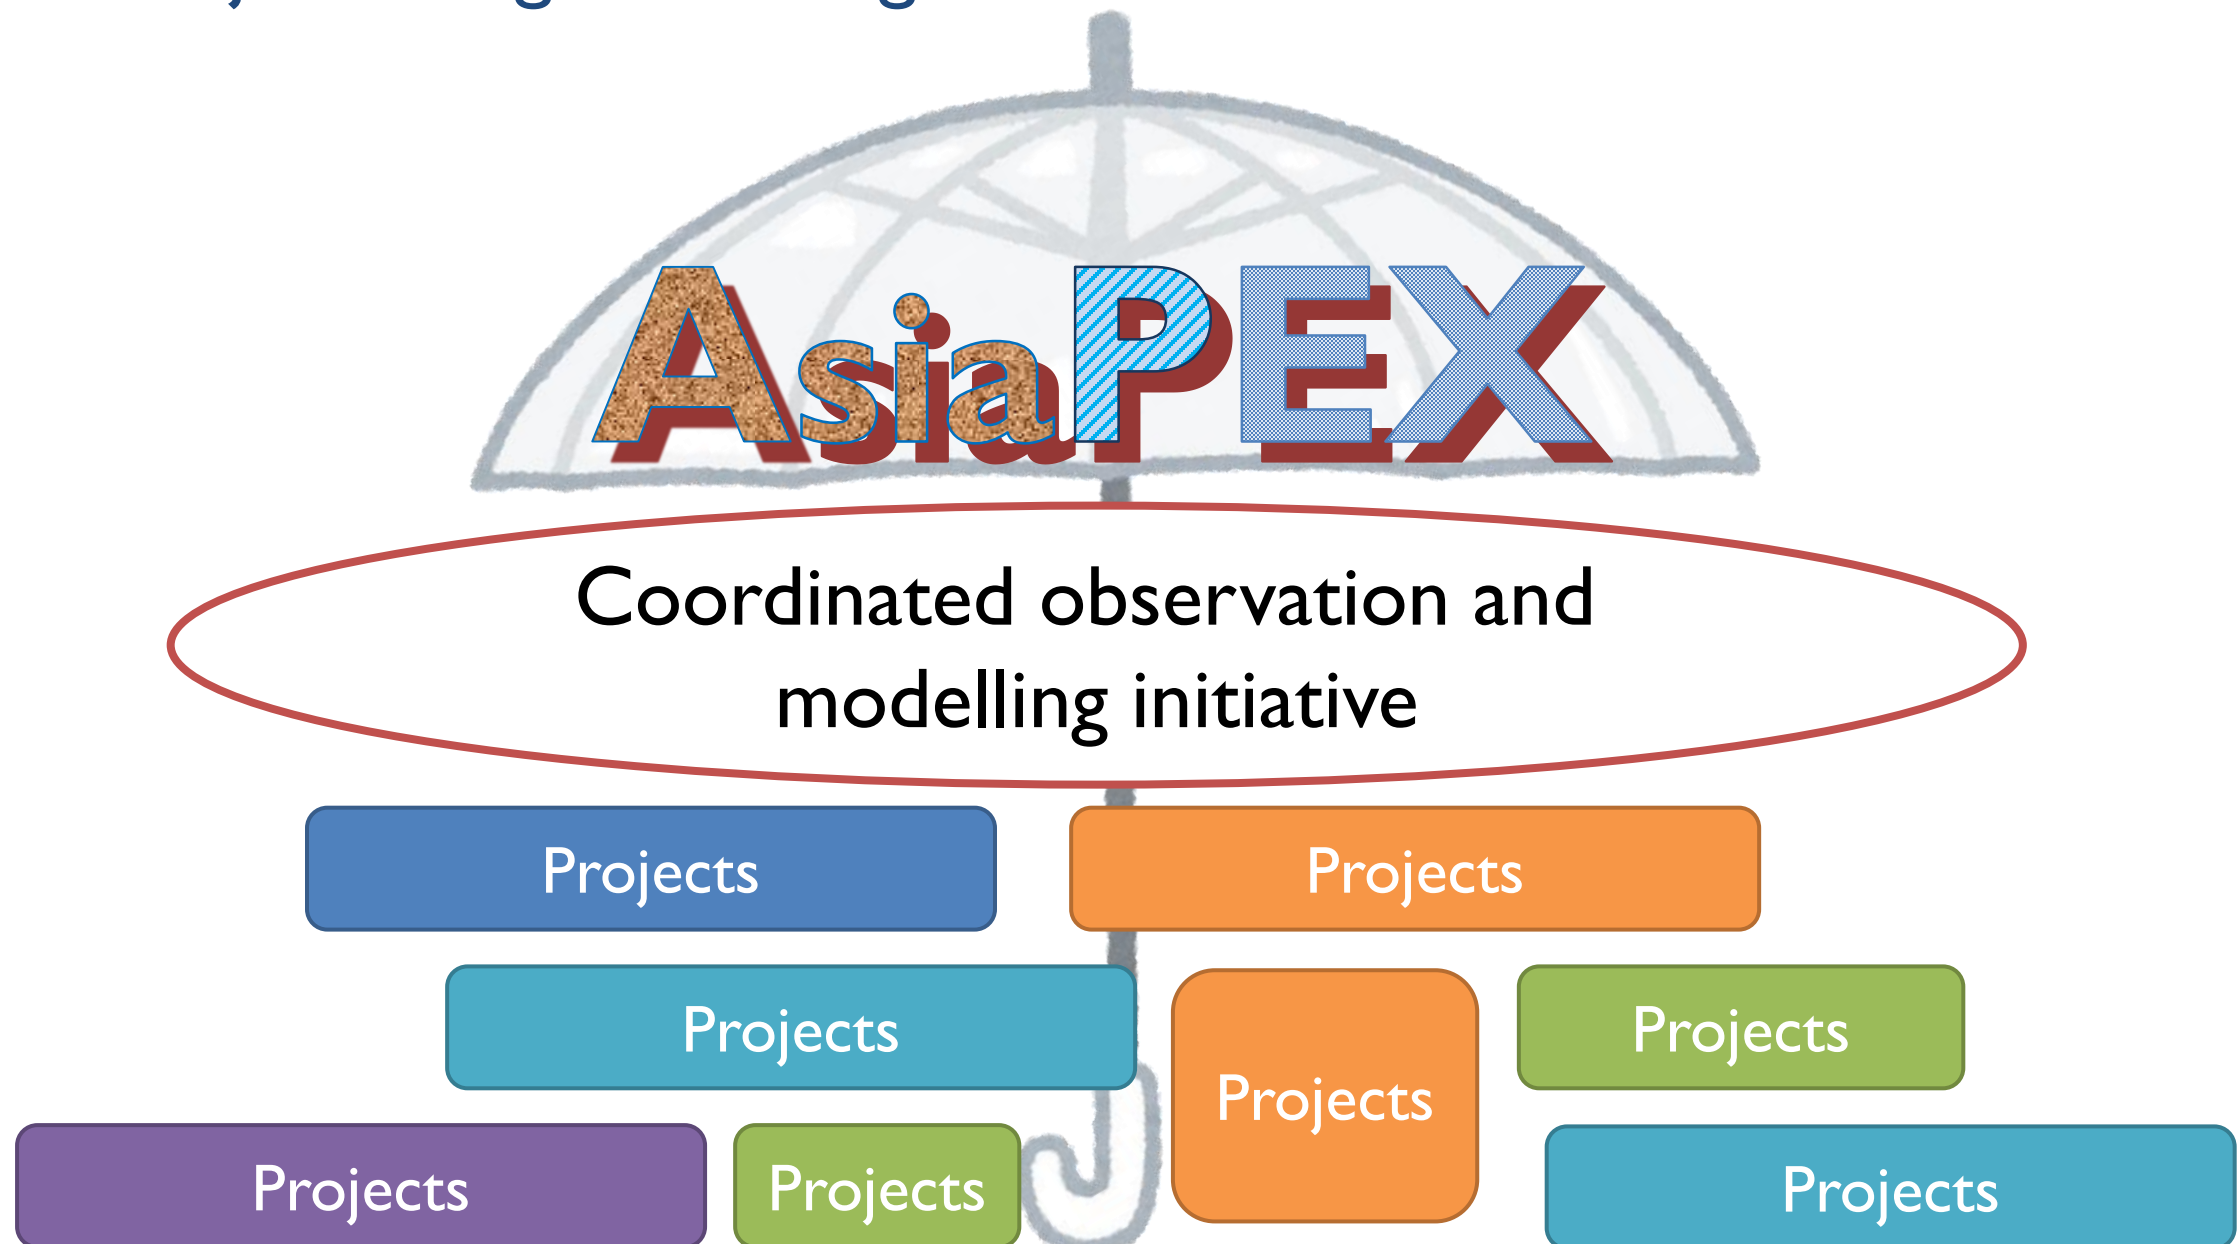 AsiaPEX
Coordinated observation and
modelling initiative
Projects
Projects
Projects
Projects
Projects
Projects
Projects
Projects